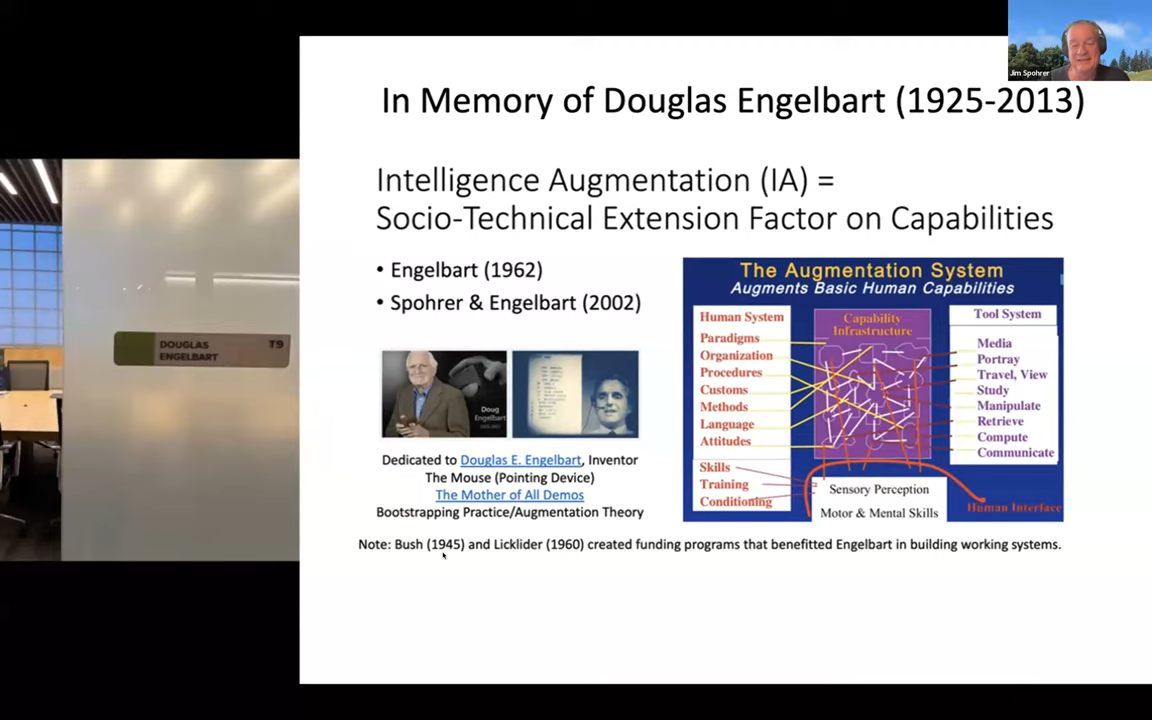 Jim Spohrer
In Memory of Douglas Engelbart (1925-2013)
Intelligence Augmentation (IA) =
Socio-Technical Extension Factor on Capabilities
• Engelbart (1962)
• Spohrer & Engelbart (2002)
DOUGLAS
ENGELBART
T9
Doug
Engelbart
Dedicated to Douglas E. Engelbart, Inventor
The Mouse (Pointing Device)
The Mother of All Demos
Bootstrapping Practice/Augmentation Theory
The Augmentation System
Augments Basic Human Capabilities
Human System
Paradigms
Organization
Procedures
Customs
Methods
Language
Attitudes
Skills
Training
Conditioning
Capability
Infrastructure
Tool System
Media
Portray
Travel, View
Study
Manipulate
Retrieve
Compute
Communicate
Sensory Perception
Motor & Mental Skills
Human Interface
Note: Bush (1945) and Licklider (1960) created funding programs that benefitted Engelbart in building working systems.